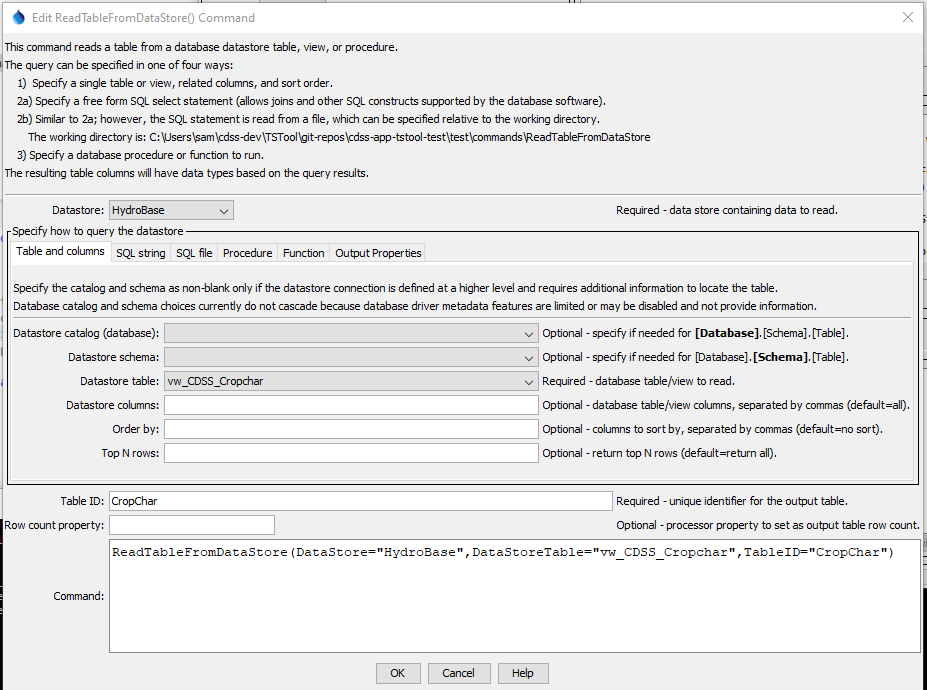 Edit ReadTableFromDataStore() Command
This command reads a table from a database datastore table, view, or procedure.
The query can be specified in one of four ways:
1) Specify a single table or view, related columns, and sort order.
2a) Specify a free form SQL select statement (allows joins and other SQL constructs supported by the database software).
2b) Similar to 2a; however, the SQL statement is read from a file, which can be specified relative to the working directory.
The working directory is: C:\Users\sam\cdss-dev\TSTool\git-repos\cdss-app-tstool-test\test\commands\ReadTableFromDataStore
3) Specify a database procedure or function to run.
The resulting table columns will have data types based on the query results.
Datastore: HydroBase Required - data store containing data to read.
Specify how to query the datastore
Table and columns SQL string SQL file Procedure Function Output Properties
Specify the catalog and schema as non-blank only if the datastore connection is defined at a higher level and requires additional information to locate the table.
Database catalog and schema choices currently do not cascade because database driver metadata features are limited or may be disabled and not provide information.
Datastore catalog (database): Optional - specify if needed for [Database].[Schema].[Table].
Datastore schema: Optional - specify if needed for [Database].[Schema].[Table].
Datastore table: vw_CDSS_Cropchar Required - database table/view to read.
Datastore columns: Optional - database table/view columns, separated by commas (default=all).
Order by: Optional - columns to sort by, separated by commas (default=no sort).
Top N rows: Optional - return top N rows (default=return all).
Table ID: CropChar Required - unique identifier for the output table.
Row count property: Optional - processor property to set as output table row count.
Command: ReadTableFromDataStore(DataStore="HydroBase",DataStoreTable="vw_CDSS_Cropchar",TableID="CropChar")
OK Cancel Help